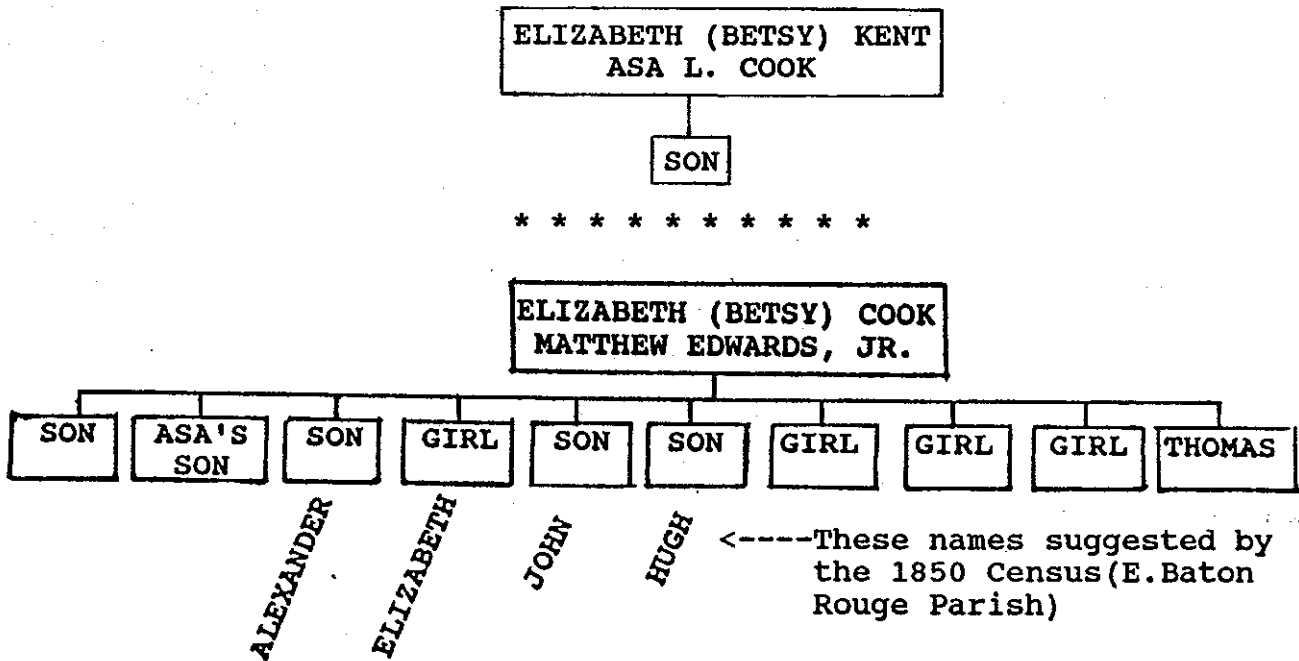 ELIZABETH (BETSY) KENT
ASA L. COOK
SON
* * * * * * * * * *
ELIZABETH (BETSY) COOK
MATTHEW EDWARDS, JR.
SON
ASA'S
SON
SON
GIRL
SON
SON
GIRL
GIRL
GIRL
THOMAS
ALEXANDER
ELIZABETH
JOHN
HUGH
<----These names suggested by
the 1850 Census(E.Baton
Rouge Parish)